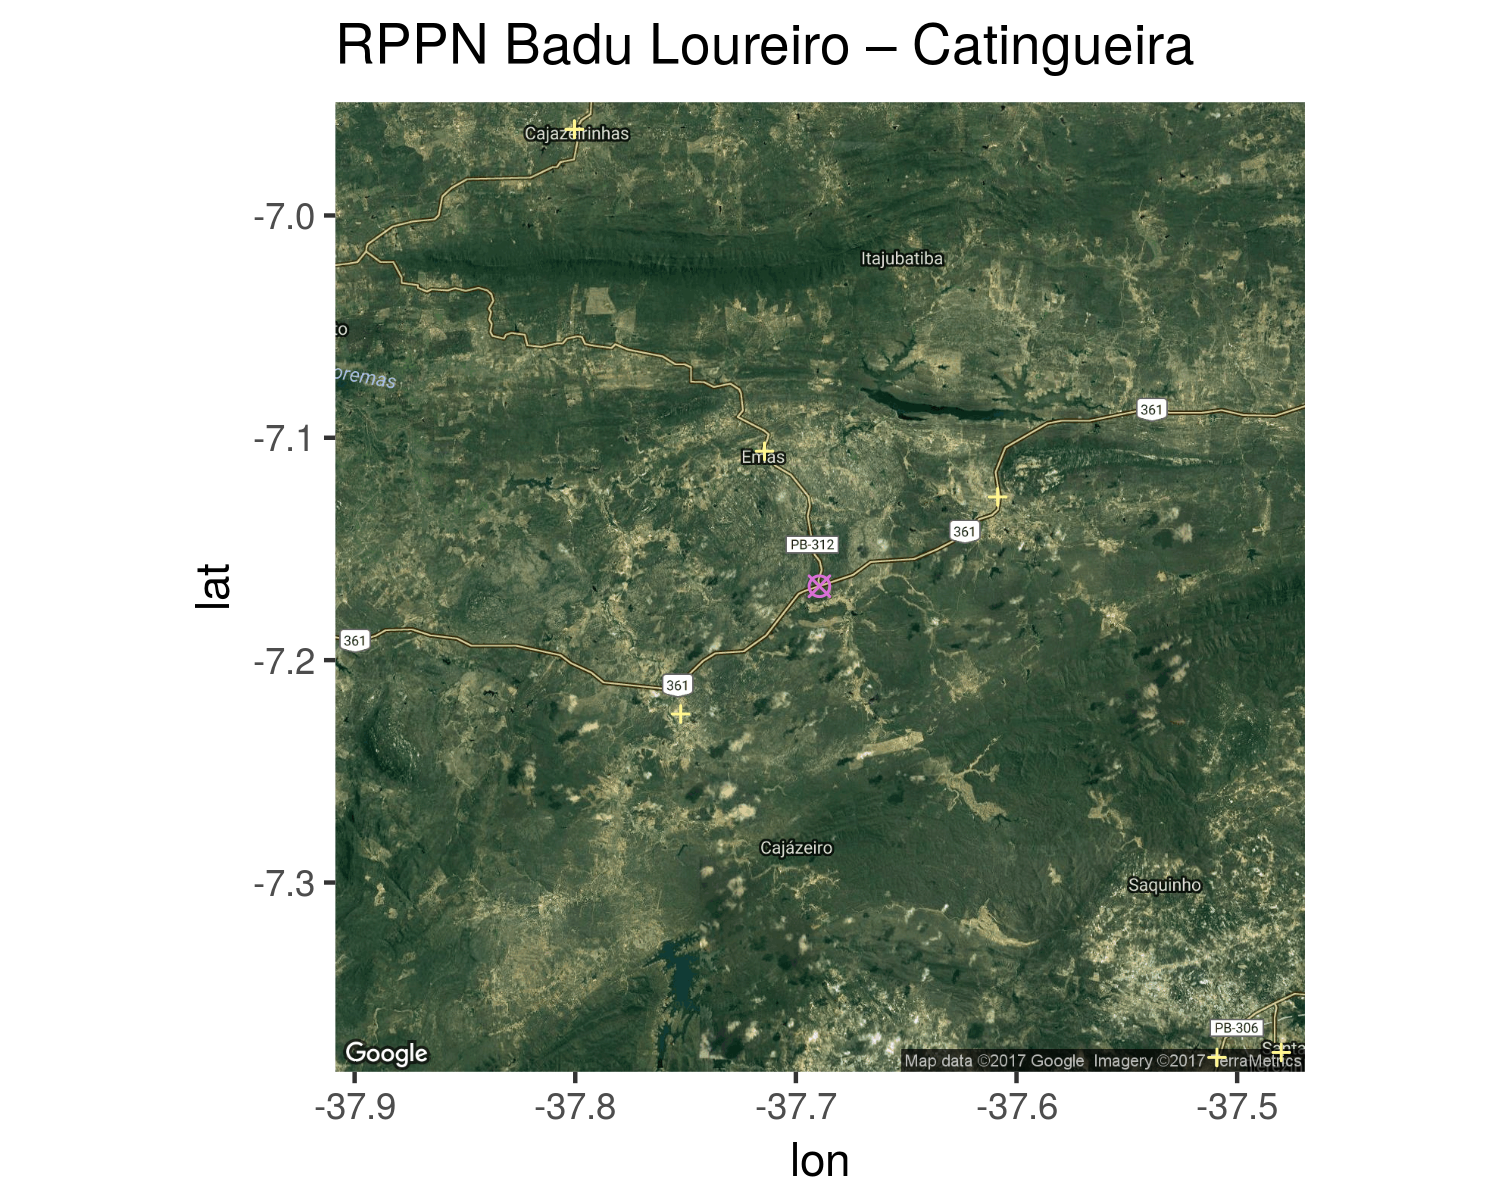 RPPN Badu Loureiro – Catingueira
Cajazeirinhas
-7.0
Itajubatiba
to
oremas
361
-7.1
Emas
361
PB-312
lat
361
-7.2
361
Cajázeiro
-7.3
Saquinho
PB-306
Santa
Google
Map data ©2017 Google Imagery ©2017 TerraMetrics
-37.9
-37.8
-37.7
-37.6
-37.5
lon